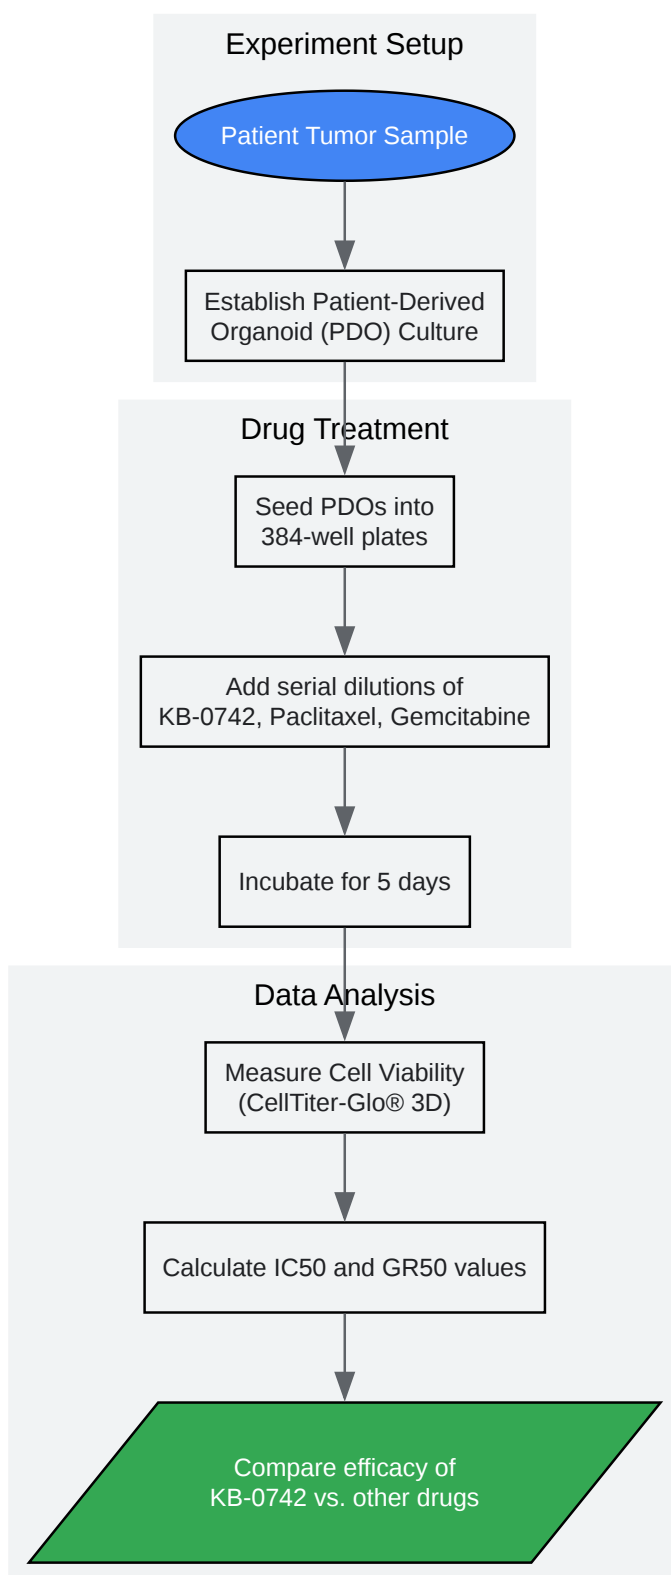 Experiment Setup
Patient Tumor Sample
Establish Patient-Derived
Organoid (PDO) Culture
Drug Treatment
Seed PDOs into
384-well plates
Add serial dilutions of
KB-0742, Paclitaxel, Gemcitabine
Incubate for 5 days
Data Analysis
Measure Cell Viability
(CellTiter-Glo® 3D)
Calculate IC50 and GR50 values
Compare efficacy of
KB-0742 vs. other drugs